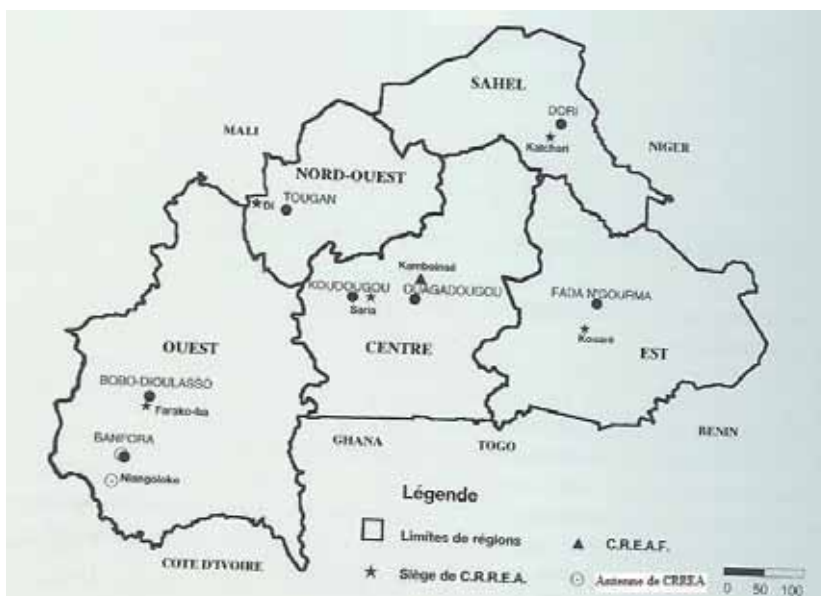 SAHEL
DORI
Katchari
MALI
NIGER
NORD-OUEST
DI
TOUGAN
Kamboinsé
KOUDOUGOU
OUAGADOUGOU
Saria
FADA N'GOURMA
Kouaré
OUEST
CENTRE
EST
BOBO-DIOULASSO
Farako-ba
BANFORA
Niangoloko
GHANA
TOGO
BENIN
COTE D'IVOIRE
Légende
Limites de régions
C.R.E.A.F.
Siège de C.R.R.E.A.
Antenne de CRREA
0 50 100